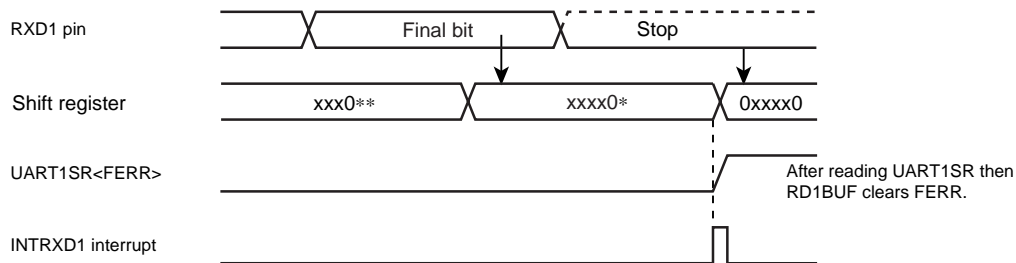 RXD1 pin
Final bit
Stop
Shift register
xxx0**
xxxx0*
0xxxx0
UART1SR<FERR>
After reading UART1SR then
RD1BUF clears FERR.
INTRXD1 interrupt